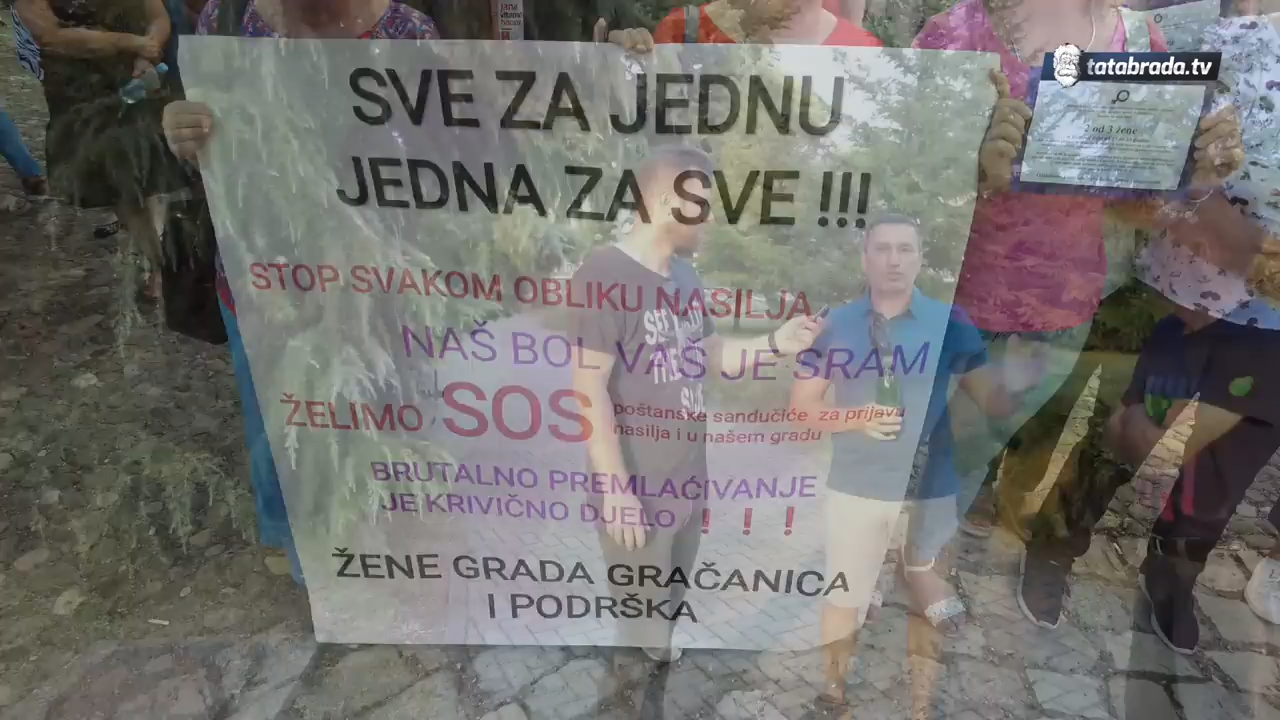 tatabrada.tv
SVE ZA JEDNU
JEDNA ZA SVE !!!
2 od 3 žene
STOP SVAKOM OBLIKU NASILJA
NAŠ BOL VAŠ JE SRAM
ŽELIMO SOS poštanske sandučiće za prijavu
nasilja i u našem gradu
BRUTALNO PREMLAĆIVANJE
JE KRIVIČNO DJELO ! ! !
ŽENE GRADA GRAČANICA
I PODRŠKA